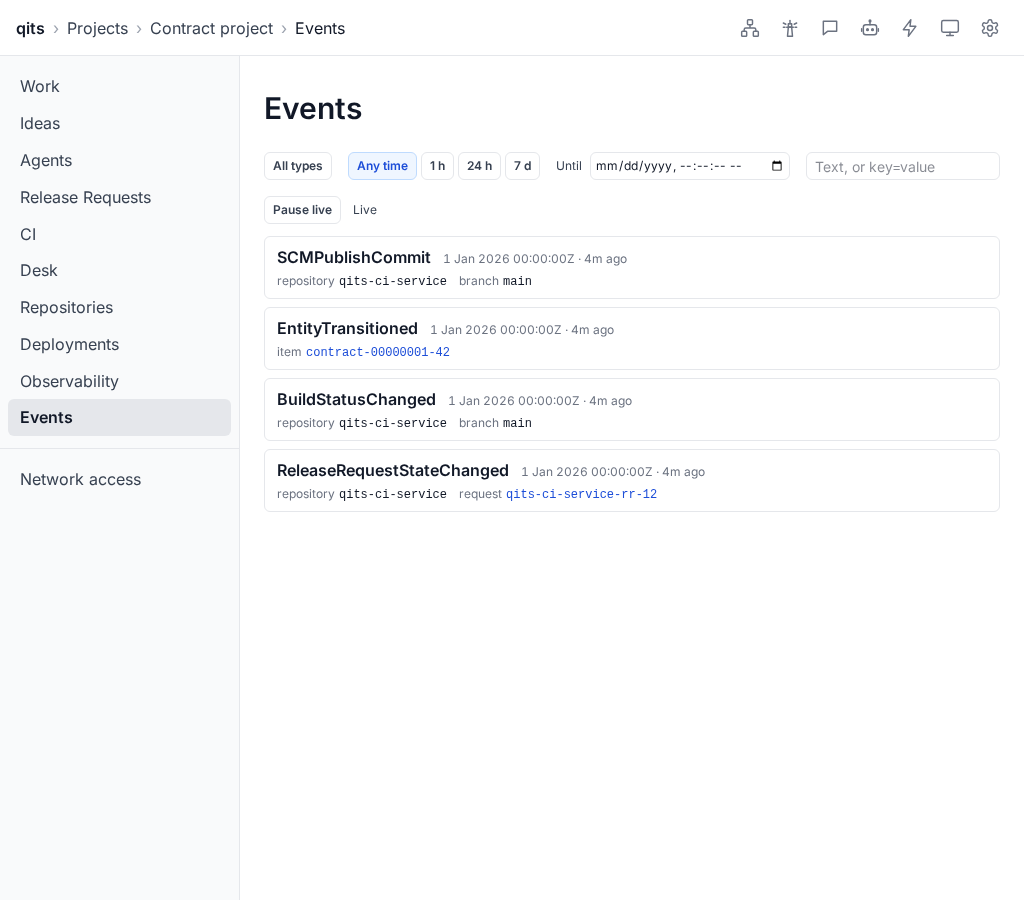 qits › Projects › Contract project › Events
Work
Ideas
Agents
Release Requests
CI
Desk
Repositories
Deployments
Observability
Events
Network access
Events
All types Any time 1 h 24 h 7 d Until mm/dd/yyyy, --:--:-- -- Text, or key=value
Pause live Live
SCMPublishCommit 1 Jan 2026 00:00:00Z · 4m ago
repository qits-ci-service branch main
EntityTransitioned 1 Jan 2026 00:00:00Z · 4m ago
item contract-00000001-42
BuildStatusChanged 1 Jan 2026 00:00:00Z · 4m ago
repository qits-ci-service branch main
ReleaseRequestStateChanged 1 Jan 2026 00:00:00Z · 4m ago
repository qits-ci-service request qits-ci-service-rr-12